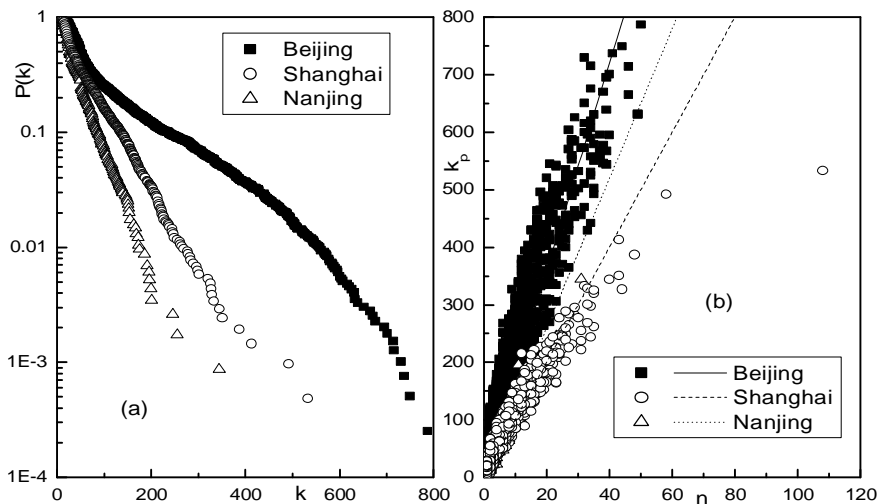 P(k)
1
0.1
0.01
1E-3
1E-4
0 200 400 600 800
k
Beijing
Shanghai
Nanjing
(a)
k_p
800
700
600
500
400
300
200
100
0
0 20 40 60 80 100 120
n
(b)
Beijing
Shanghai
Nanjing